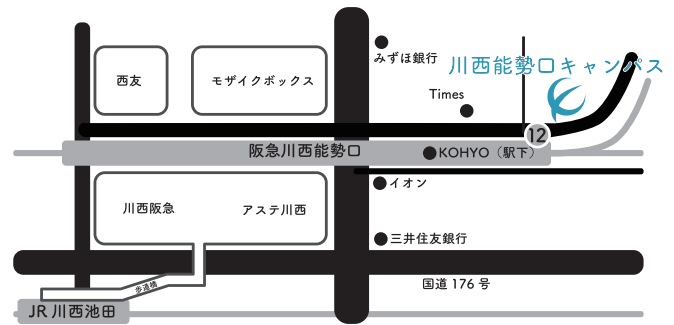 西友
モザイクボックス
みずほ銀行
川西能勢口キャンパス
Times
12
阪急川西能勢口
KOHYO（駅下）
川西阪急
アステ川西
イオン
三井住友銀行
歩道橋
国道 176 号
JR 川西池田